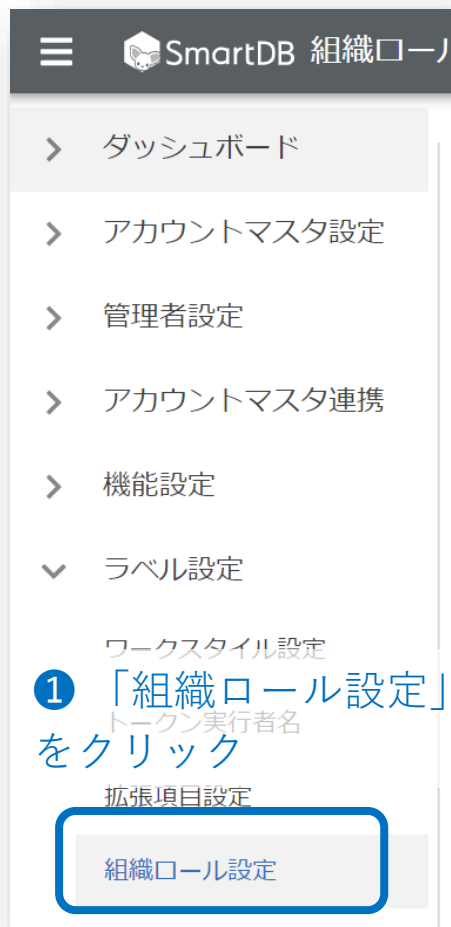 SmartDB 組織ロール
ダッシュボード
アカウントマスタ設定
管理者設定
アカウントマスタ連携
機能設定
ラベル設定
ワークスタイル設定
❶ 「組織ロール設定」
トークン実行者名
をクリック
拡張項目設定
組織ロール設定